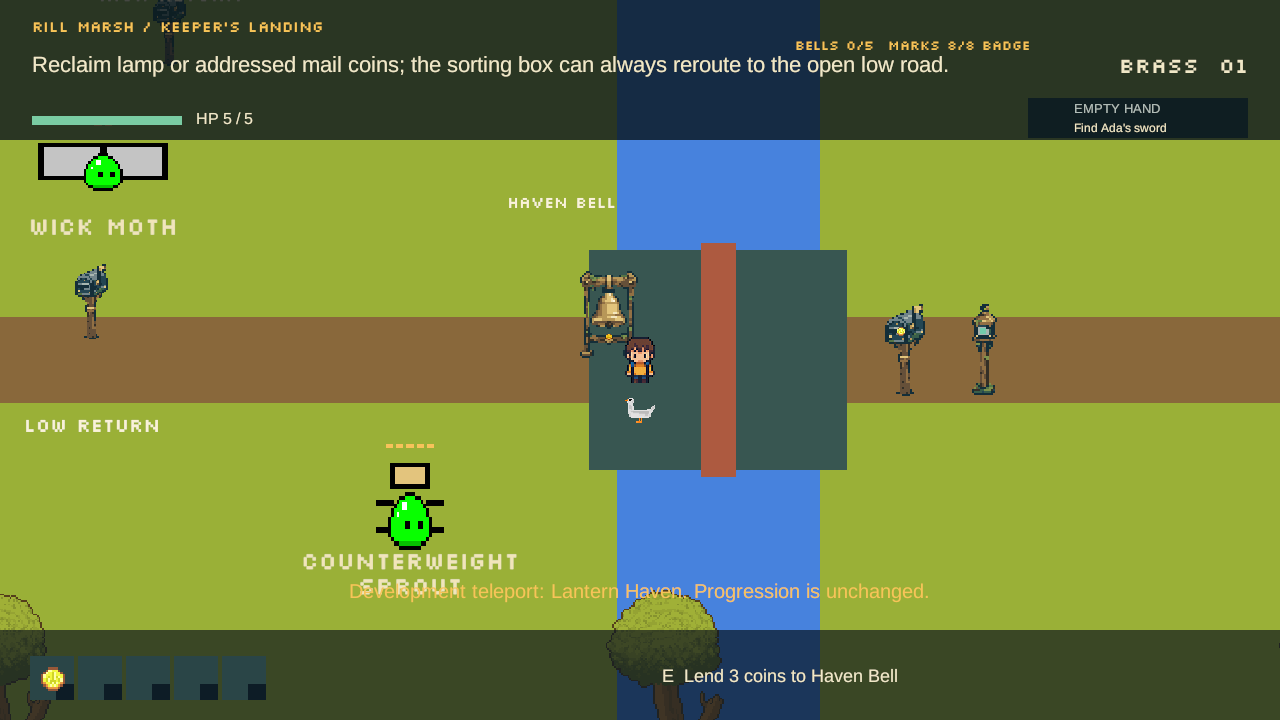 RILL MARSH / KEEPER'S LANDING
BELLS 0/5 MARKS 8/8 BADGE
Reclaim lamp or addressed mail coins; the sorting box can always reroute to the open low road.
BRASS 01
HP 5 / 5
EMPTY HAND
Find Ada's sword
HAVEN BELL
WICK MOTH
LOW RETURN
COUNTERWEIGHT
SPROUT
Development teleport: Lantern Haven. Progression is unchanged.
E Lend 3 coins to Haven Bell